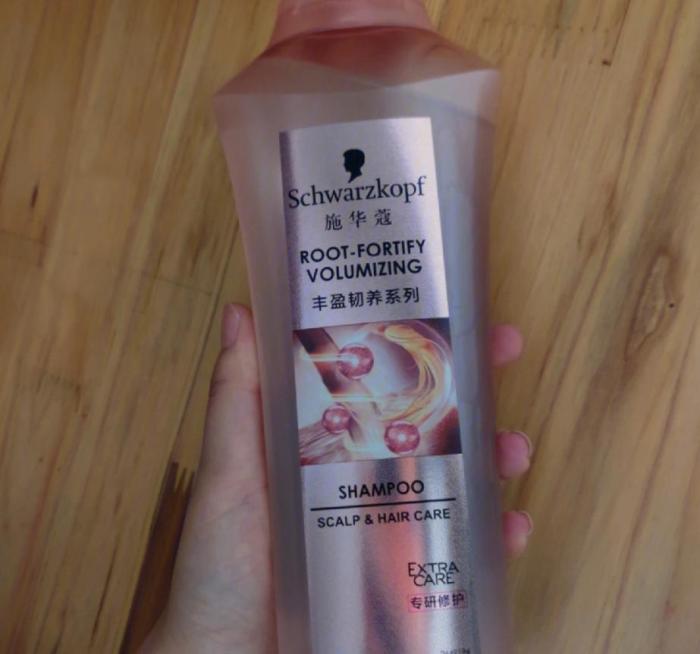 Schwarzkopf
施华蔻
ROOT-FORTIFY
VOLUMIZING
丰盈韧养系列
SHAMPOO
SCALP & HAIR CARE
EXTRA
CARE
专研修护